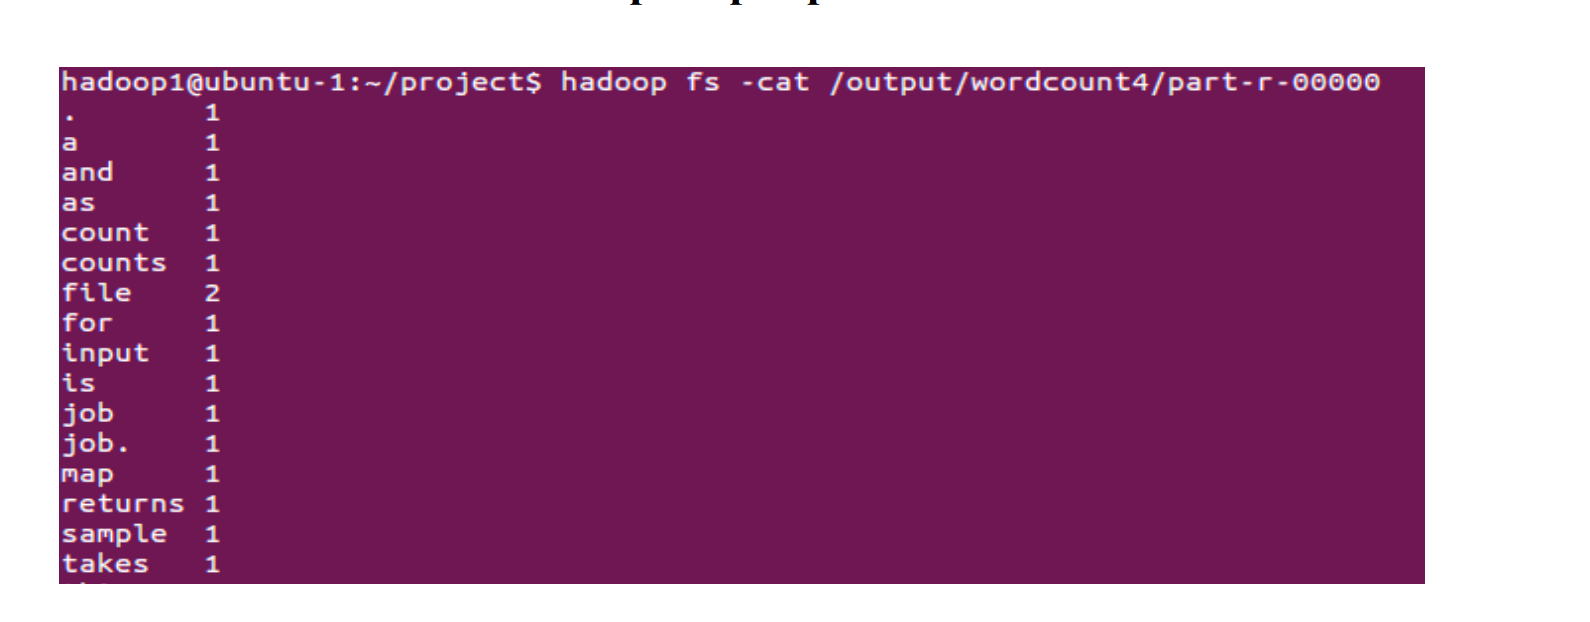 hadoop1@ubuntu-1:~/project$ hadoop fs -cat /output/wordcount4/part-r-00000
. 1
a 1
and 1
as 1
count 1
counts 1
file 2
for 1
input 1
is 1
job 1
job. 1
map 1
returns 1
sample 1
takes 1